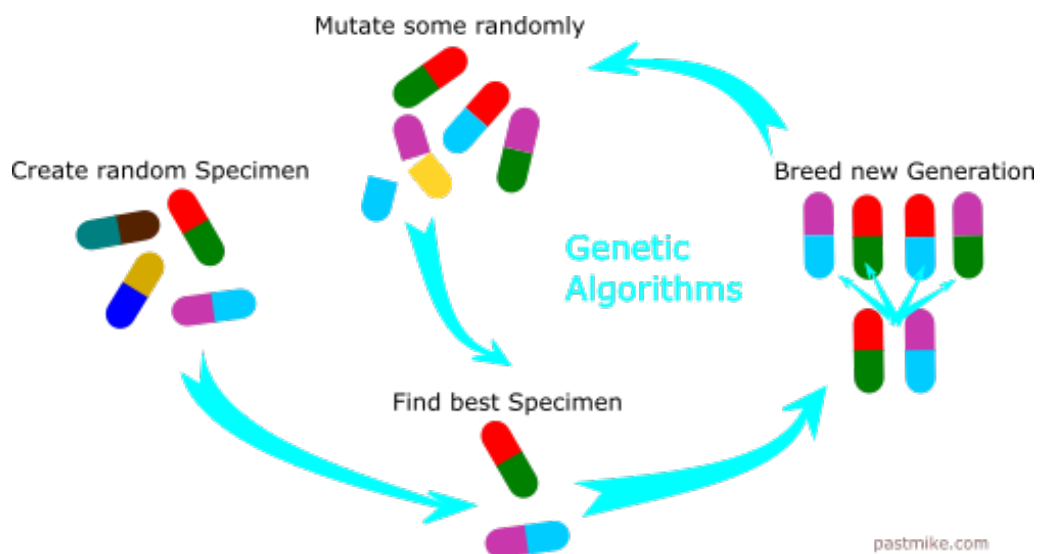 Mutate some randomly
Create random Specimen
Breed new Generation
Genetic
Algorithms
Find best Specimen
pastmike.com